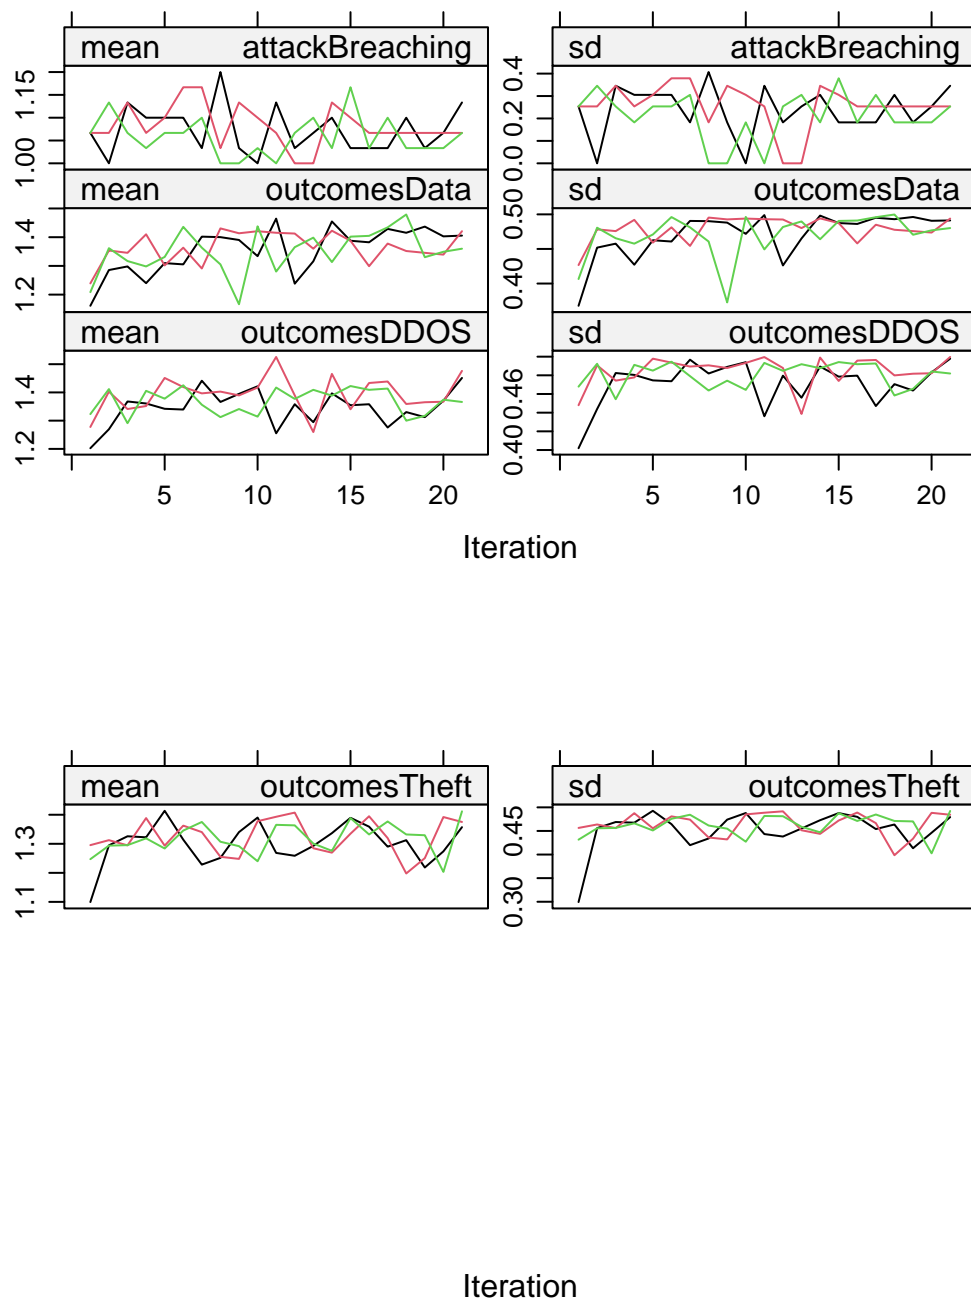 mean attackBreaching sd attackBreaching
1.00 1.15 0.0 0.2 0.4
mean outcomesData sd outcomesData
1.2 1.4 0.40 0.50
mean outcomesDDOS sd outcomesDDOS
1.2 1.4 0.40 0.46
5 10 15 20 5 10 15 20
Iteration
mean outcomesTheft sd outcomesTheft
1.1 1.3 0.30 0.45
Iteration